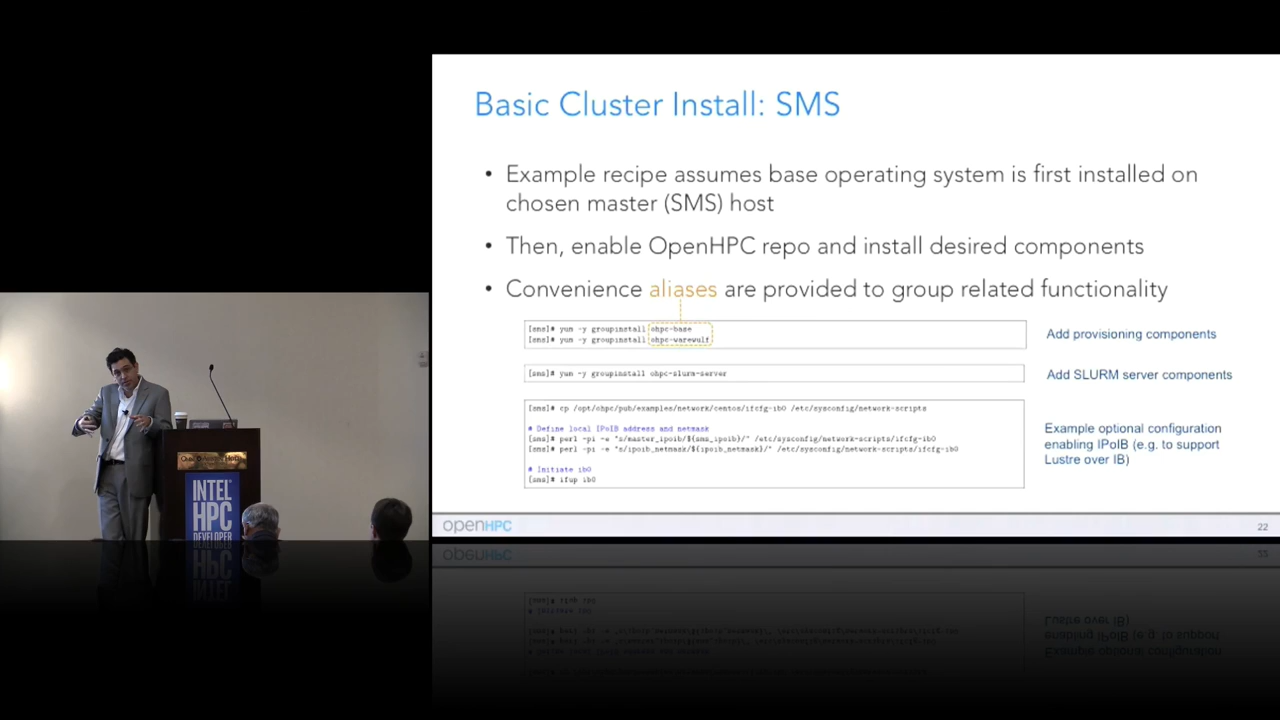 Basic Cluster Install: SMS
• Example recipe assumes base operating system is first installed on
chosen master (SMS) host
• Then, enable OpenHPC repo and install desired components
• Convenience aliases are provided to group related functionality
[sms]# yum -y groupinstall ohpc-base
[sms]# yum -y groupinstall ohpc-warewulf
Add provisioning components
[sms]# yum -y groupinstall ohpc-slurm-server
Add SLURM server components
[sms]# cp /opt/ohpc/pub/examples/network/centos/ifcfg-ib0 /etc/sysconfig/network-scripts
# Define local IPoIB address and netmask
[sms]# perl -pi -e "s/master_ipoib/${sms_ipoib}/" /etc/sysconfig/network-scripts/ifcfg-ib0
[sms]# perl -pi -e "s/ipoib_netmask/${ipoib_netmask}/" /etc/sysconfig/network-scripts/ifcfg-ib0
# Initiate ib0
[sms]# ifup ib0
Example optional configuration
enabling IPoIB (e.g. to support
Lustre over IB)
openHPC
22
INTEL
HPC
DEVELOPER